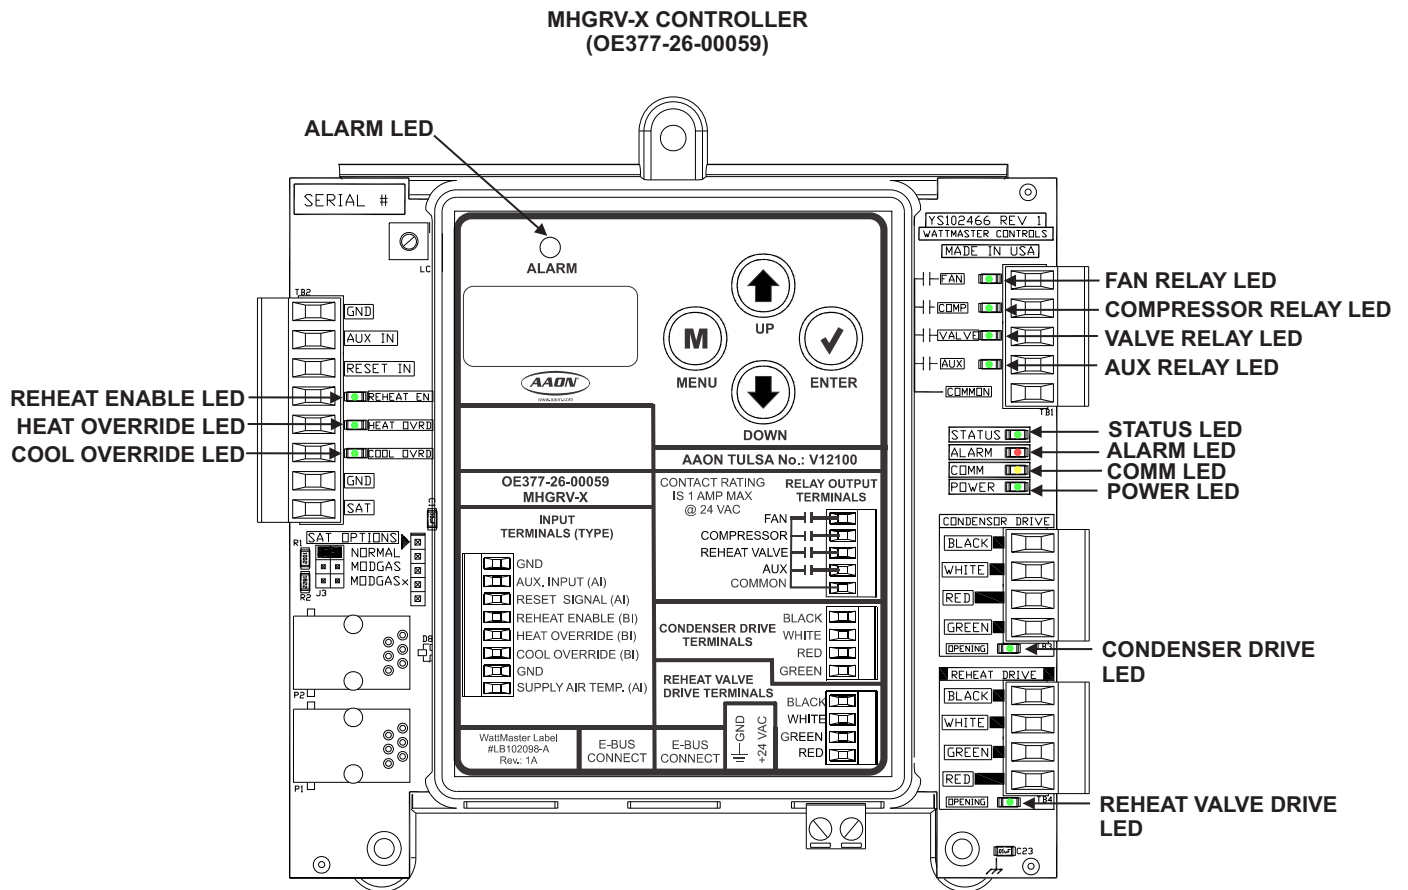 MHGRV-X CONTROLLER
(OE377-26-00059)
ALARM LED
SERIAL #
LC
TB2
GND
AUX IN
RESET IN
REHEAT EN
HEAT OVRD
COOL OVRD
GND
SAT
REHEAT ENABLE LED
HEAT OVERRIDE LED
COOL OVERRIDE LED
SAT OPTIONS
NORMAL
MODGAS
MODGASX
R1
R2
J3
D8
P2
P1
ALARM
UP
M
MENU
ENTER
DOWN
AAON
www.aaon.com
AAON TULSA No.: V12100
OE377-26-00059
MHGRV-X
INPUT
TERMINALS (TYPE)
GND
AUX. INPUT (AI)
RESET SIGNAL (AI)
REHEAT ENABLE (BI)
HEAT OVERRIDE (BI)
COOL OVERRIDE (BI)
GND
SUPPLY AIR TEMP. (AI)
CONTACT RATING
IS 1 AMP MAX
@ 24 VAC
RELAY OUTPUT
TERMINALS
FAN
COMPRESSOR
REHEAT VALVE
AUX
COMMON
CONDENSER DRIVE
TERMINALS
BLACK
WHITE
RED
GREEN
REHEAT VALVE
DRIVE TERMINALS
BLACK
WHITE
GREEN
RED
WattMaster Label
#LB102098-A
Rev.: 1A
E-BUS
CONNECT
E-BUS
CONNECT
GND
+24 VAC
YS102466 REV 1
WATTMASTER CONTROLS
MADE IN USA
FAN
COMP
VALVE
AUX
COMMON
TB1
FAN RELAY LED
COMPRESSOR RELAY LED
VALVE RELAY LED
AUX RELAY LED
STATUS
ALARM
COMM
POWER
STATUS LED
ALARM LED
COMM LED
POWER LED
CONDENSOR DRIVE
BLACK
WHITE
RED
GREEN
OPENING
TB3
CONDENSER DRIVE
LED
REHEAT DRIVE
BLACK
WHITE
GREEN
RED
OPENING
TB4
REHEAT VALVE DRIVE
LED
C23